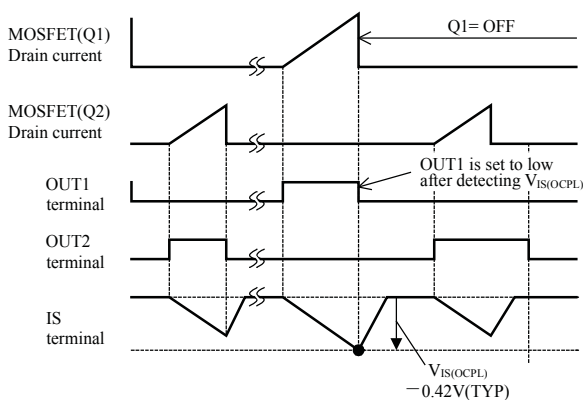 MOSFET(Q1)
Drain current
Q1= OFF
MOSFET(Q2)
Drain current
OUT1
terminal
OUT1 is set to low
after detecting VIS(OCPL)
OUT2
terminal
IS
terminal
VIS(OCPL)
－0.42V(TYP)